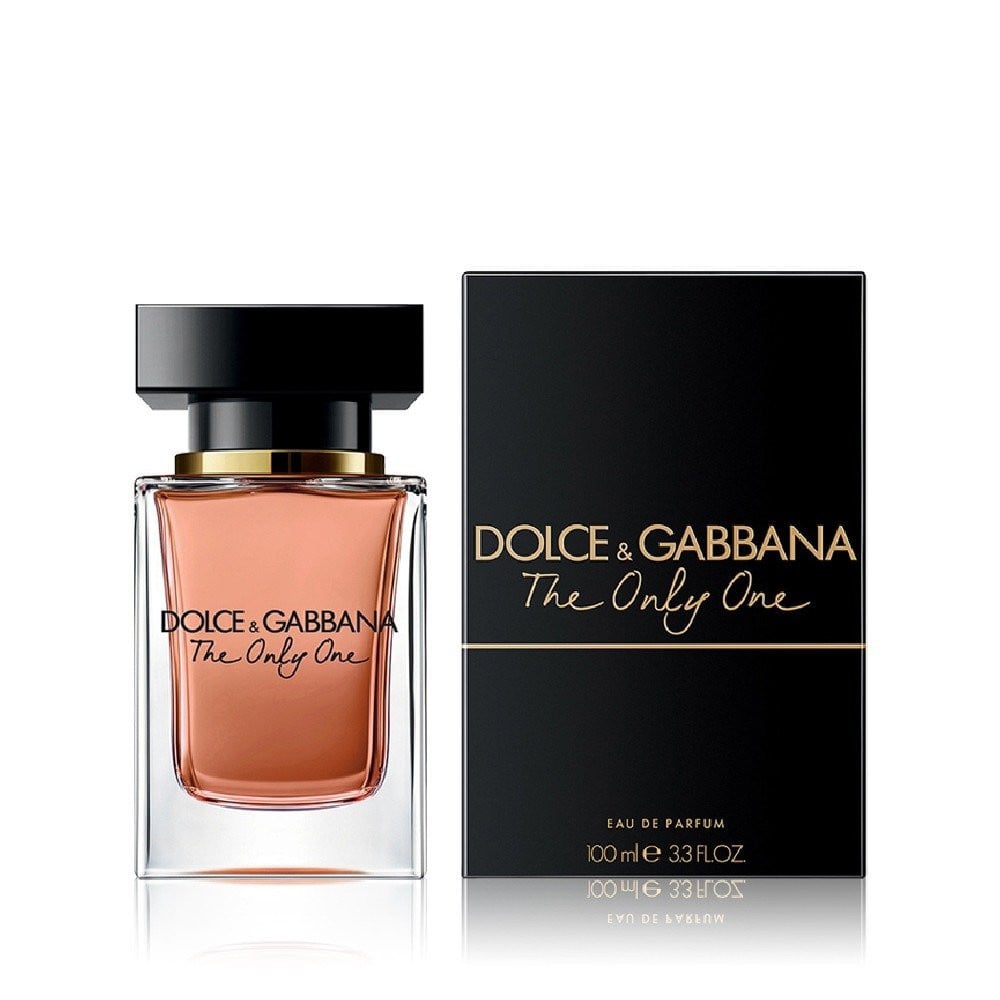 DOLCE & GABBANA
The Only One
DOLCE & GABBANA
The Only One
EAU DE PARFUM
100 ml e 3.3 FL.OZ.